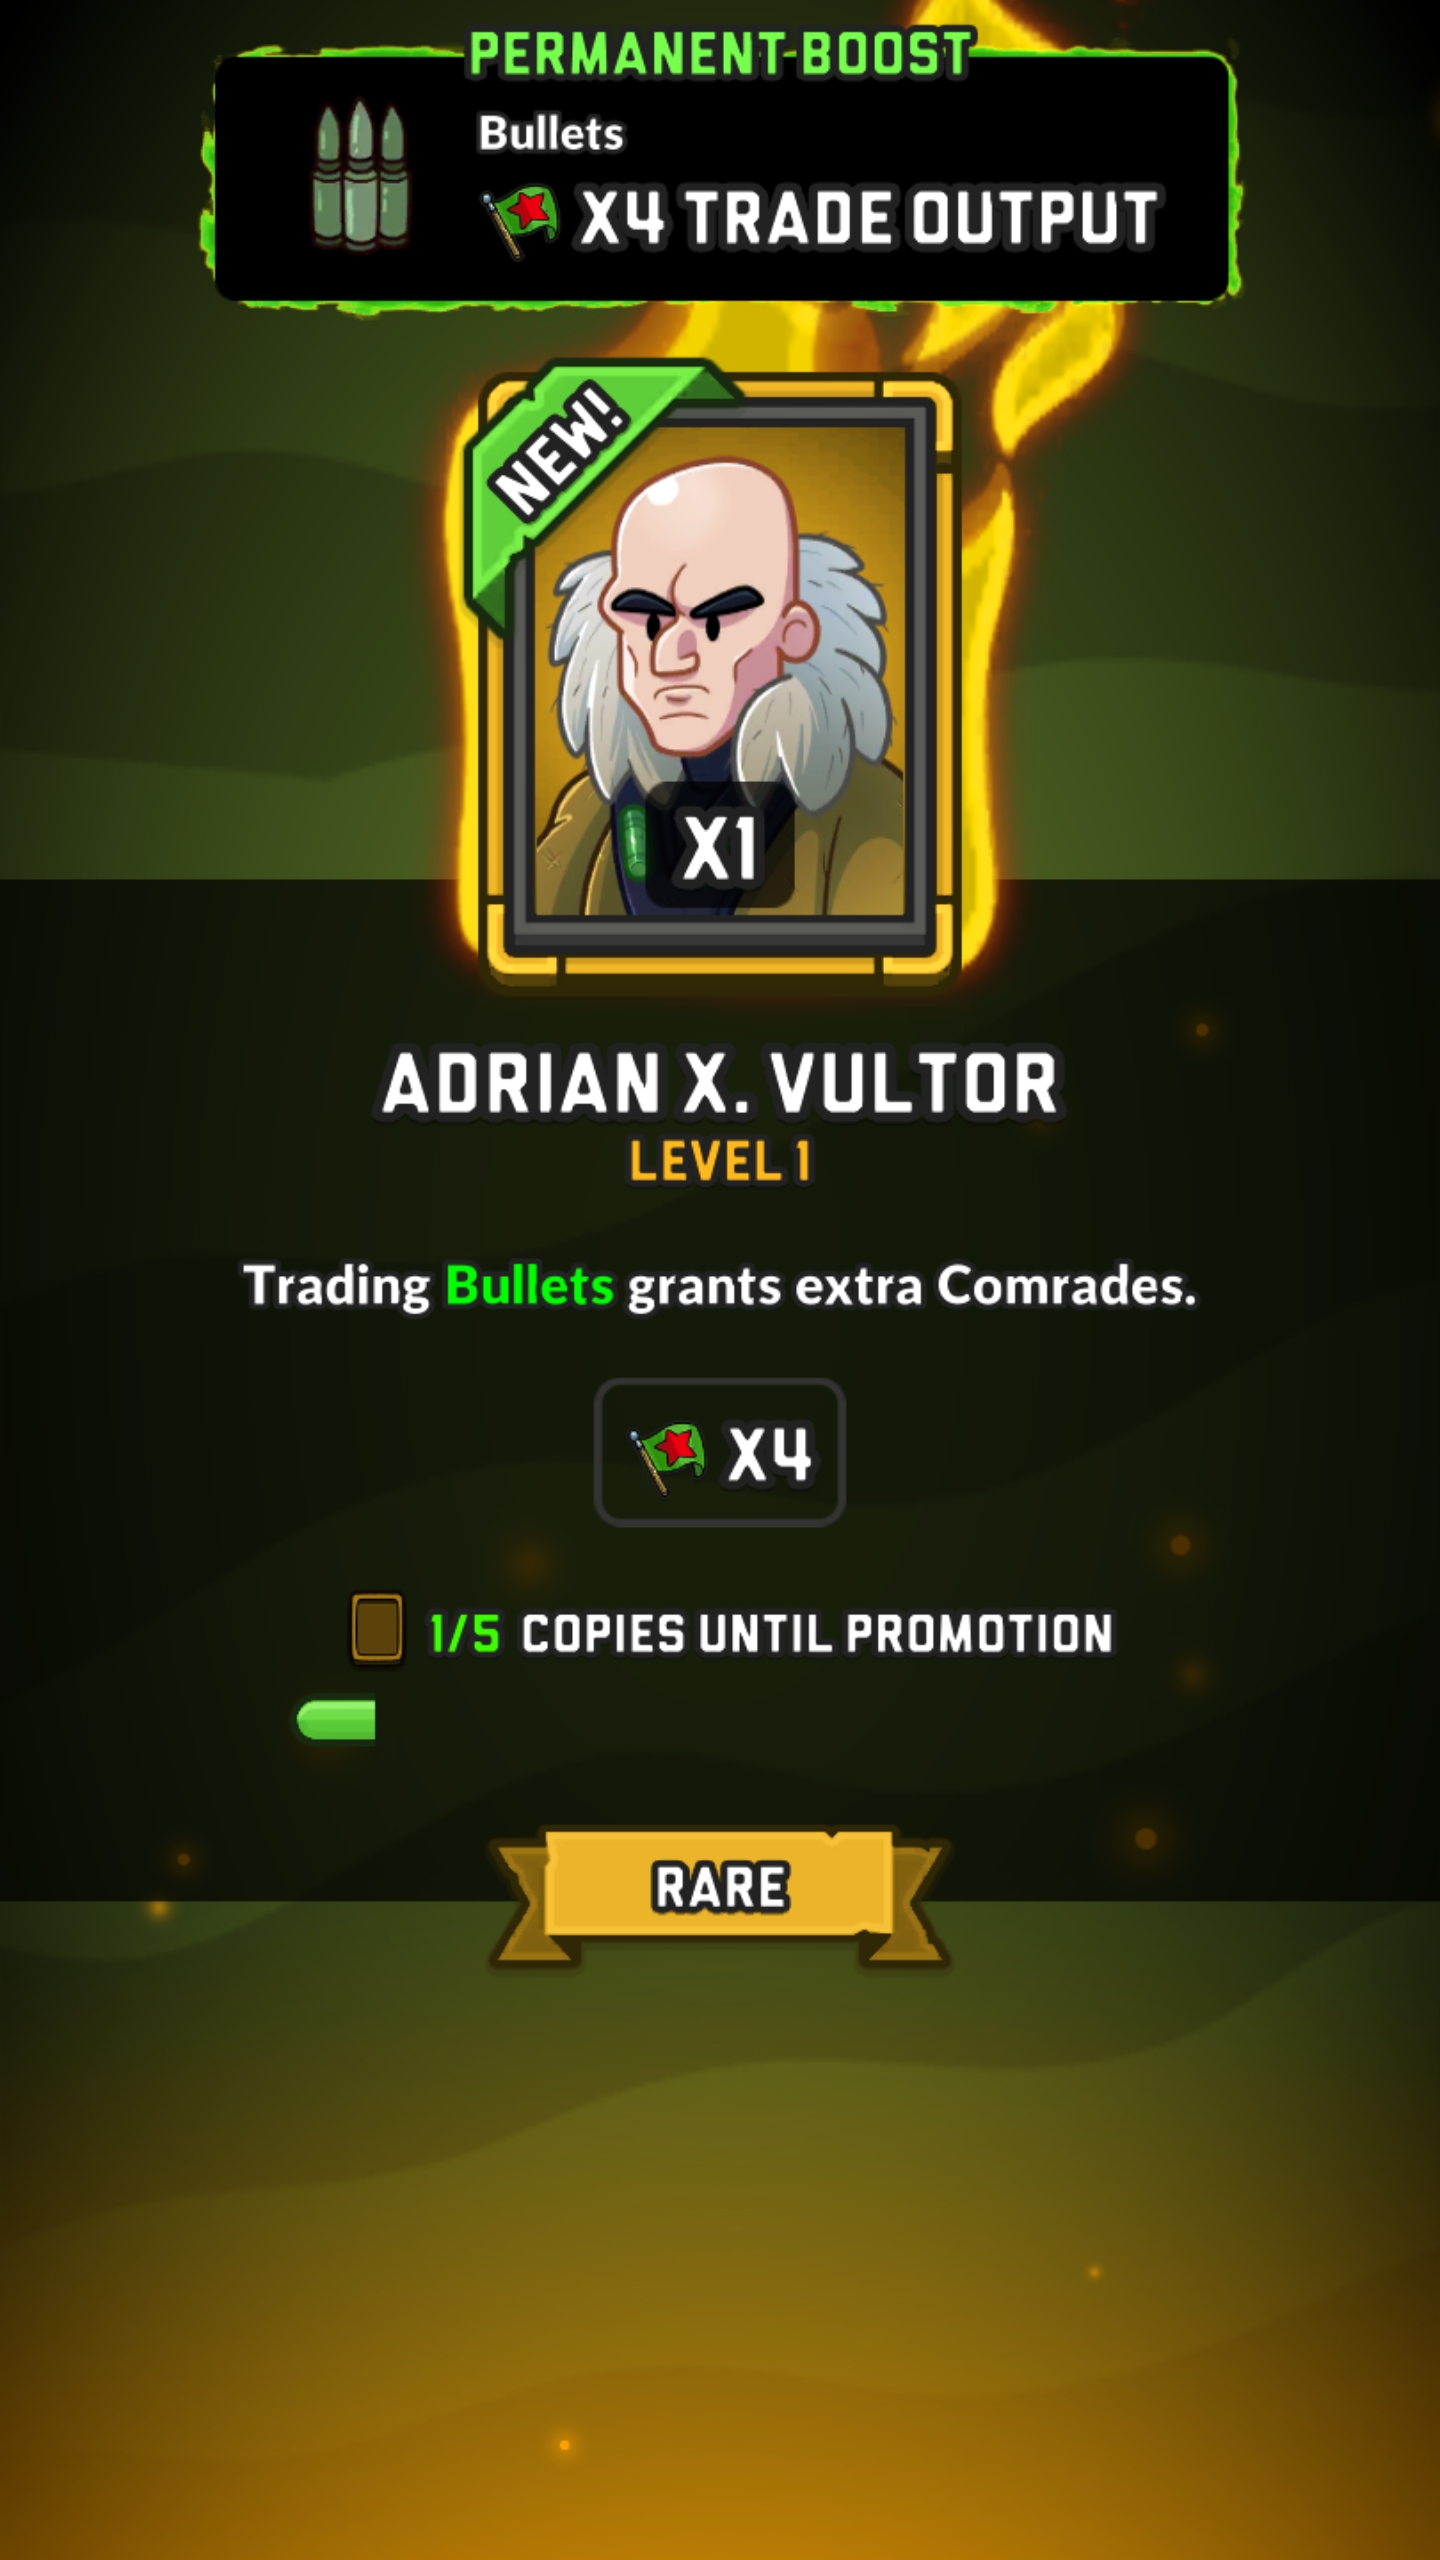 PERMANENT BOOST
Bullets
X4 TRADE OUTPUT
NEW!
X1
ADRIAN X. VULTOR
LEVEL 1
Trading Bullets grants extra Comrades.
X4
1/5 COPIES UNTIL PROMOTION
RARE